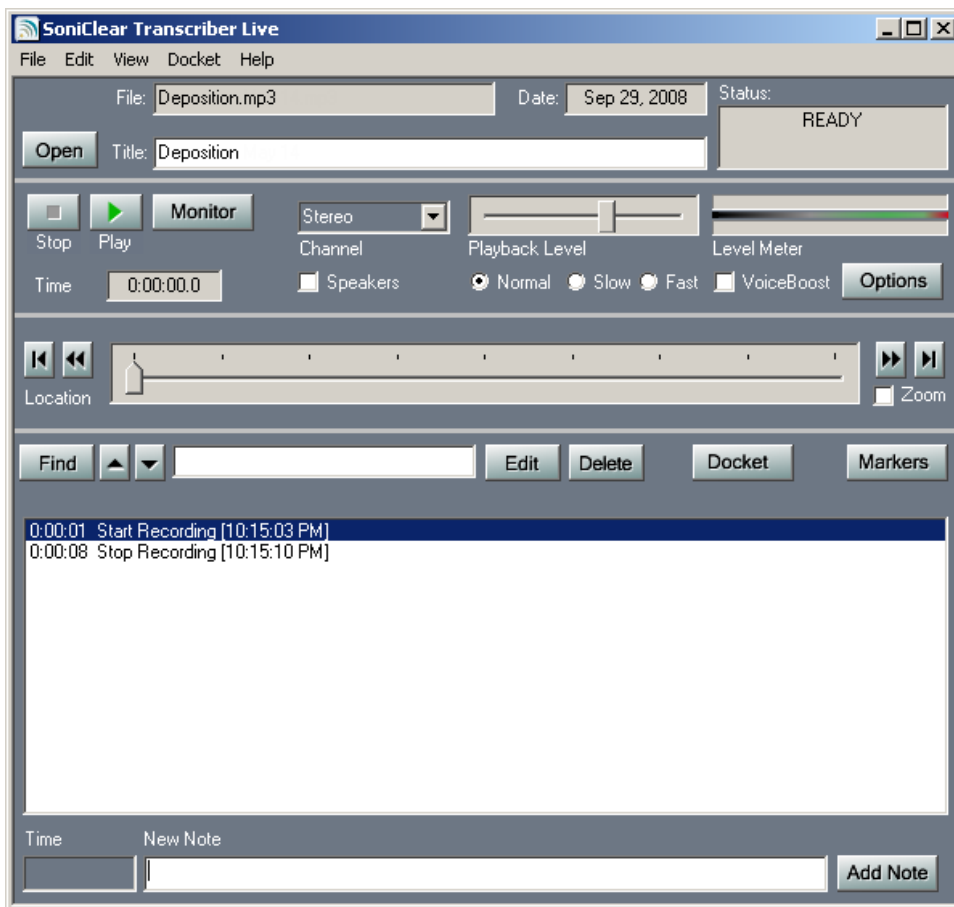 SoniClear Transcriber Live
File Edit View Docket Help
File: Deposition.mp3 Date: Sep 29, 2008 Status:
READY
Open Title: Deposition
Monitor Stereo
Stop Play Channel Playback Level Level Meter
Time 0:00:00.0 Speakers Normal Slow Fast VoiceBoost Options
Location Zoom
Find Edit Delete Docket Markers
0:00:01 Start Recording [10:15:03 PM]
0:00:08 Stop Recording [10:15:10 PM]
Time New Note
Add Note